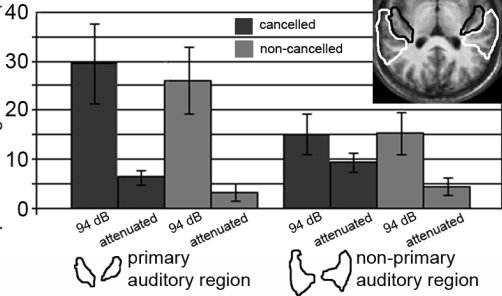 40
30
20
10
0
cancelled
non-cancelled
94 dB
attenuated
94 dB
attenuated
94 dB
attenuated
94 dB
attenuated
primary
auditory region
non-primary
auditory region